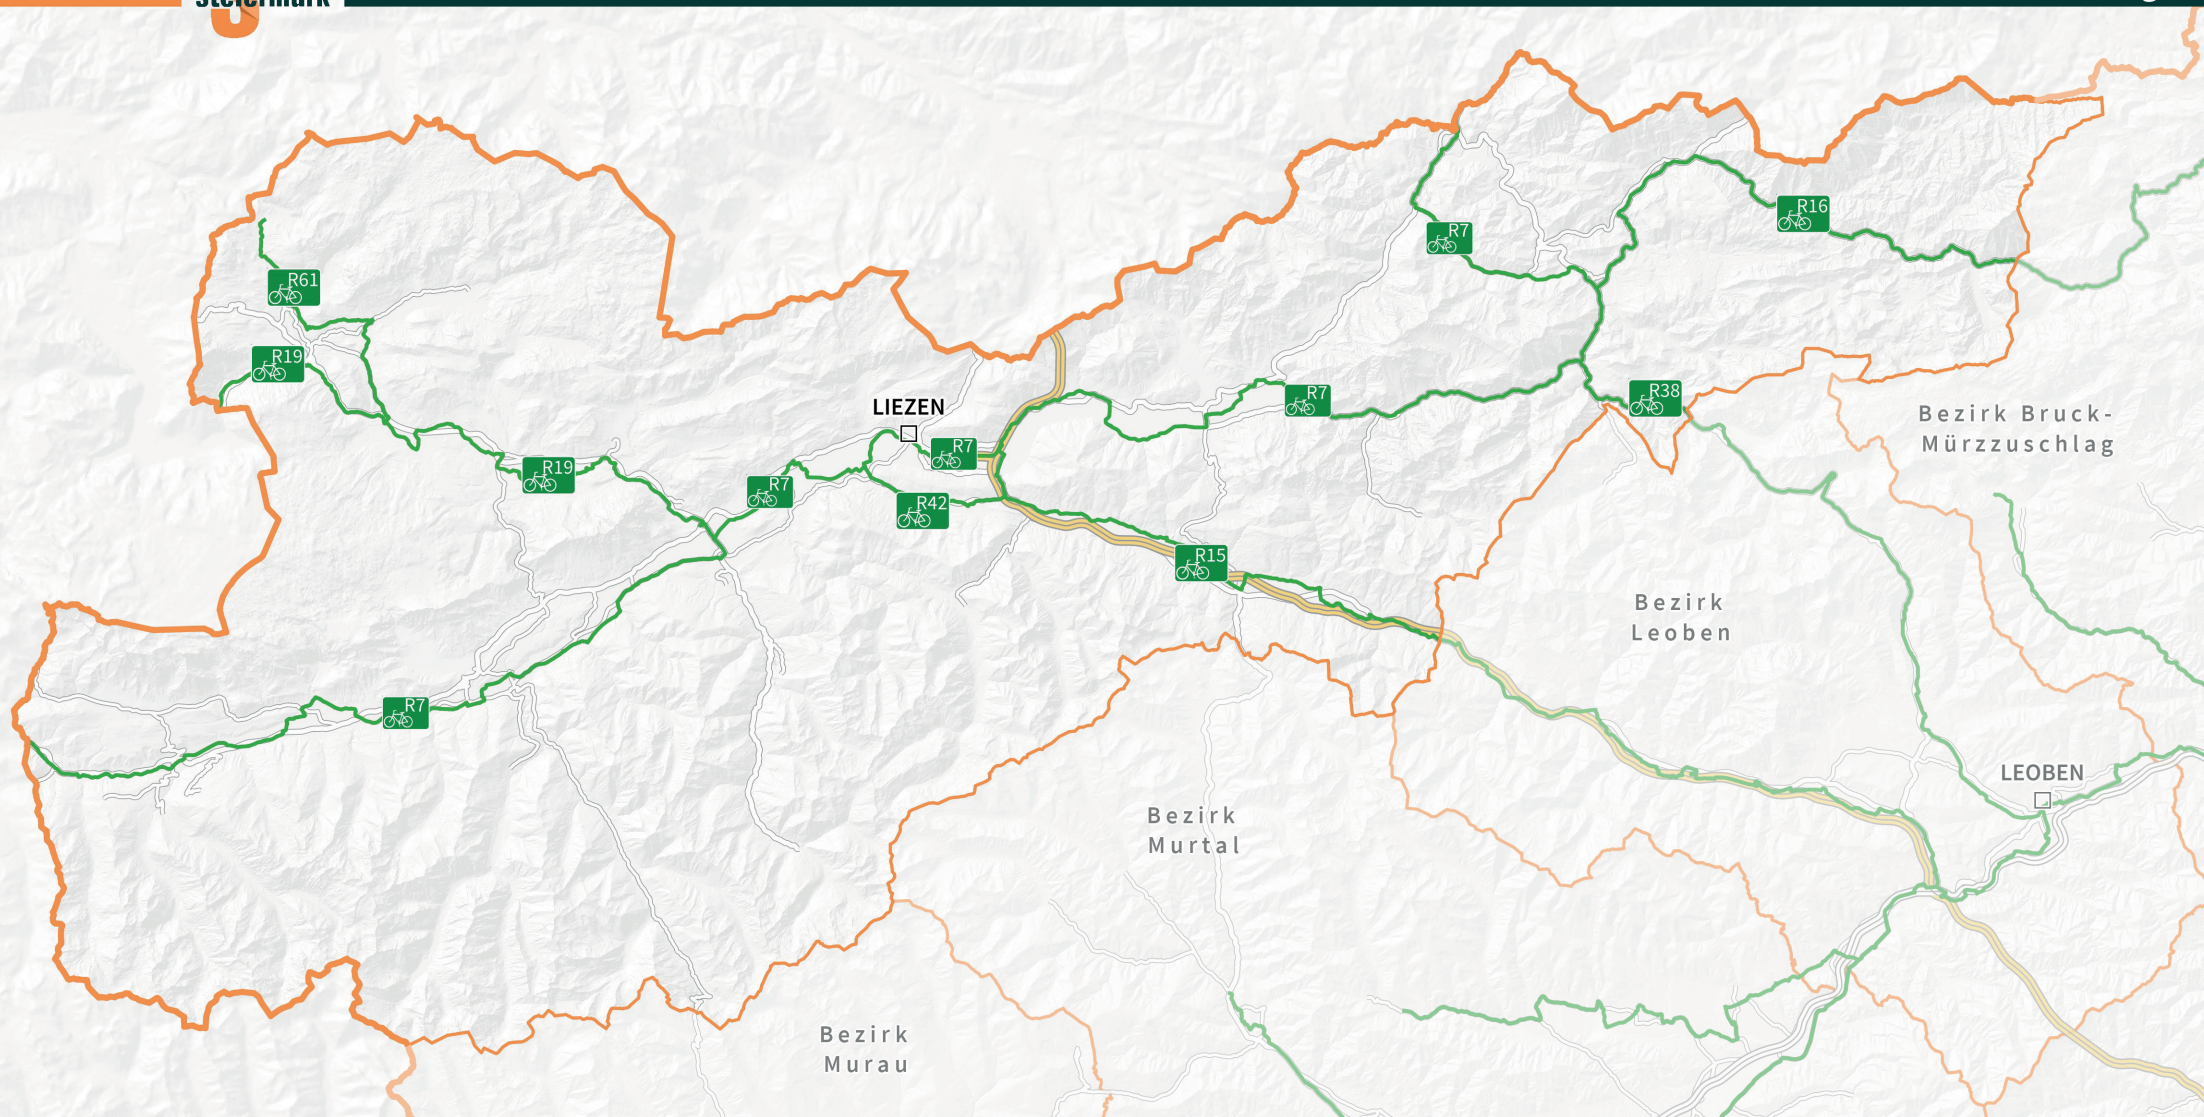 R16
R7
R61
R19
R38
R7
LIEZEN
Bezirk Bruck-
Mürzzuschlag
R7
R19
R7
R42
R15
Bezirk
Leoben
R7
LEOBEN
Bezirk
Murtal
Bezirk
Murau